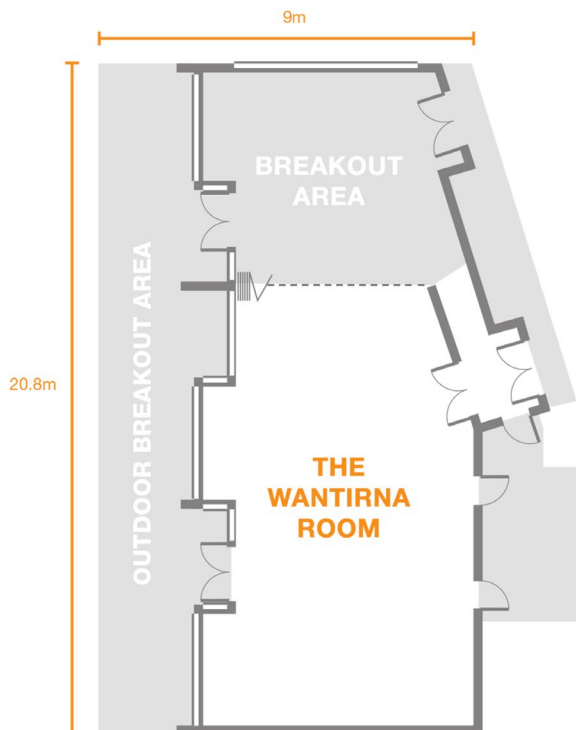 9m
BREAKOUT
AREA
OUTDOOR BREAKOUT AREA
20.8m
THE
WANTIRNA
ROOM